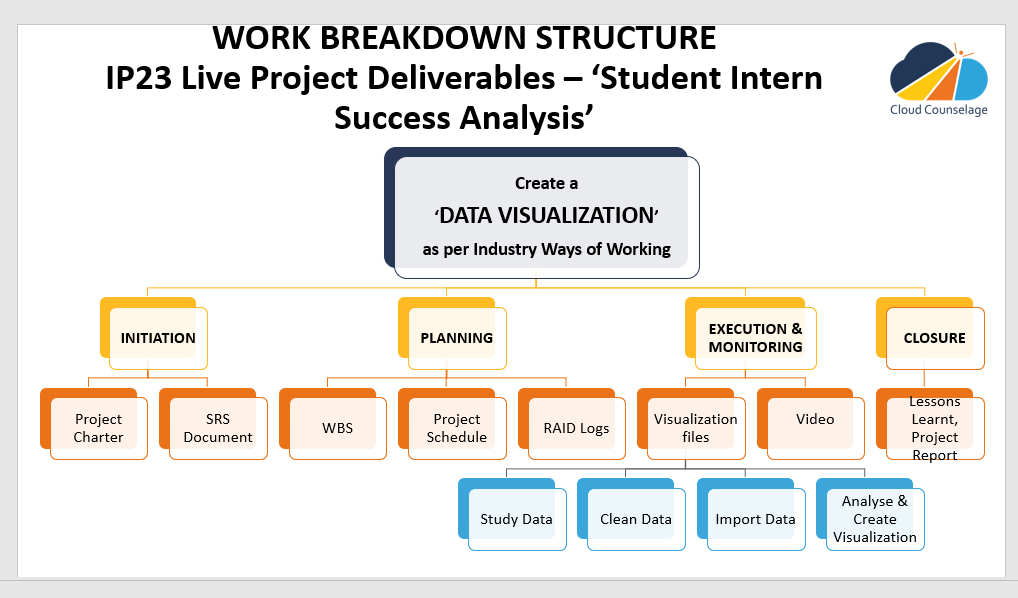 WORK BREAKDOWN STRUCTURE
IP23 Live Project Deliverables – ‘Student Intern
Success Analysis’
Cloud Counselage
Create a
‘DATA VISUALIZATION’
as per Industry Ways of Working
INITIATION
PLANNING
EXECUTION &
MONITORING
CLOSURE
Project
Charter
SRS
Document
WBS
Project
Schedule
RAID Logs
Visualization
files
Video
Lessons
Learnt,
Project
Report
Study Data
Clean Data
Import Data
Analyse &
Create
Visualization